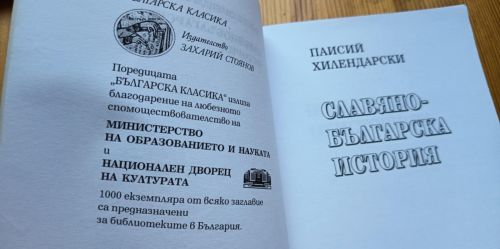 БЪЛГАРСКА КЛАСИКА
Издателство
ЗАХАРИЙ СТОЯНОВ
Поредицата
„БЪЛГАРСКА КЛАСИКА“ излиза
благодарение на любезното
спомоществователство на
МИНИСТЕРСТВО
НА ОБРАЗОВАНИЕТО И НАУКАТА
и
НАЦИОНАЛЕН ДВОРЕЦ
НА КУЛТУРАТА
1000 екземпляра от всяко заглавие
са предназначени
за библиотеките в България.
ПАИСИЙ
ХИЛЕНДАРСКИ
СЛАВЯНО-
БЪЛГАРСКА
ИСТОРИЯ